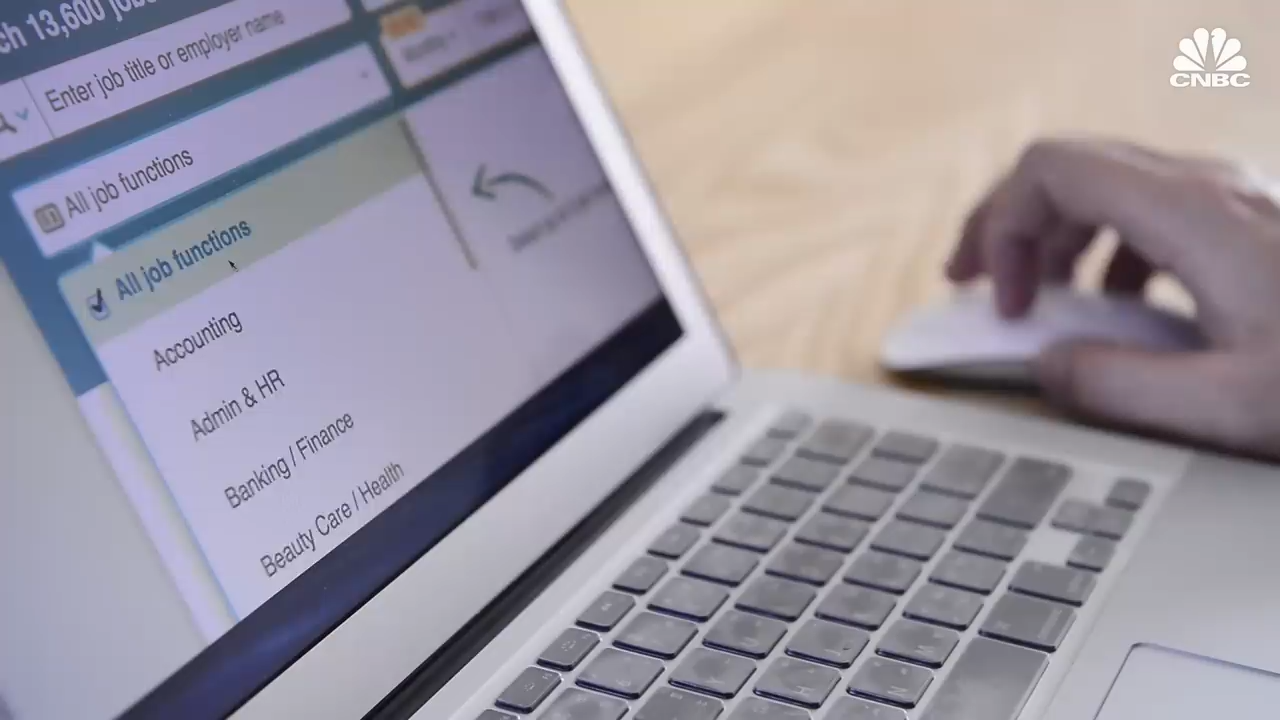 ch 13,600 jobs
Enter job title or employer name
All job functions
All job functions
Accounting
Admin & HR
Banking / Finance
Beauty Care / Health
CNBC